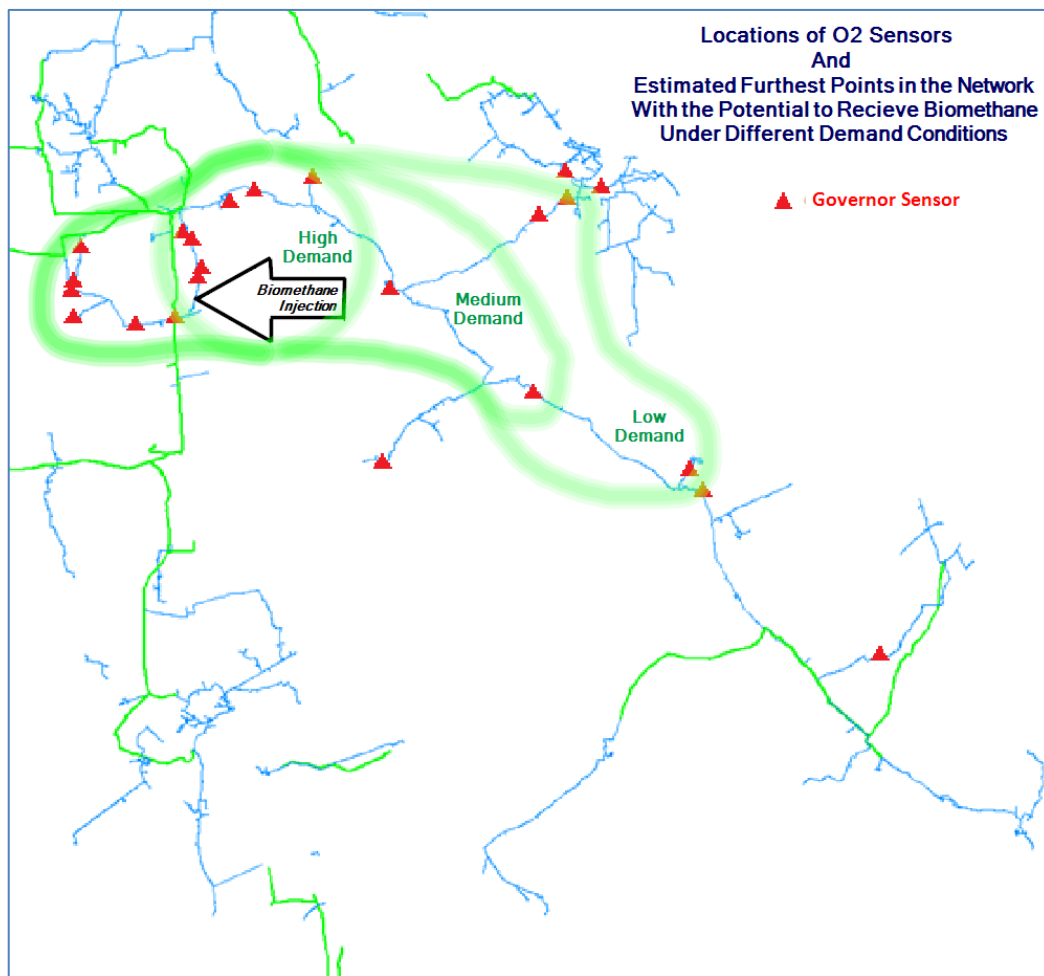 Locations of O2 Sensors
And
Estimated Furthest Points in the Network
With the Potential to Recieve Biomethane
Under Different Demand Conditions
Governor Sensor
High
Demand
Biomethane
Injection
Medium
Demand
Low
Demand